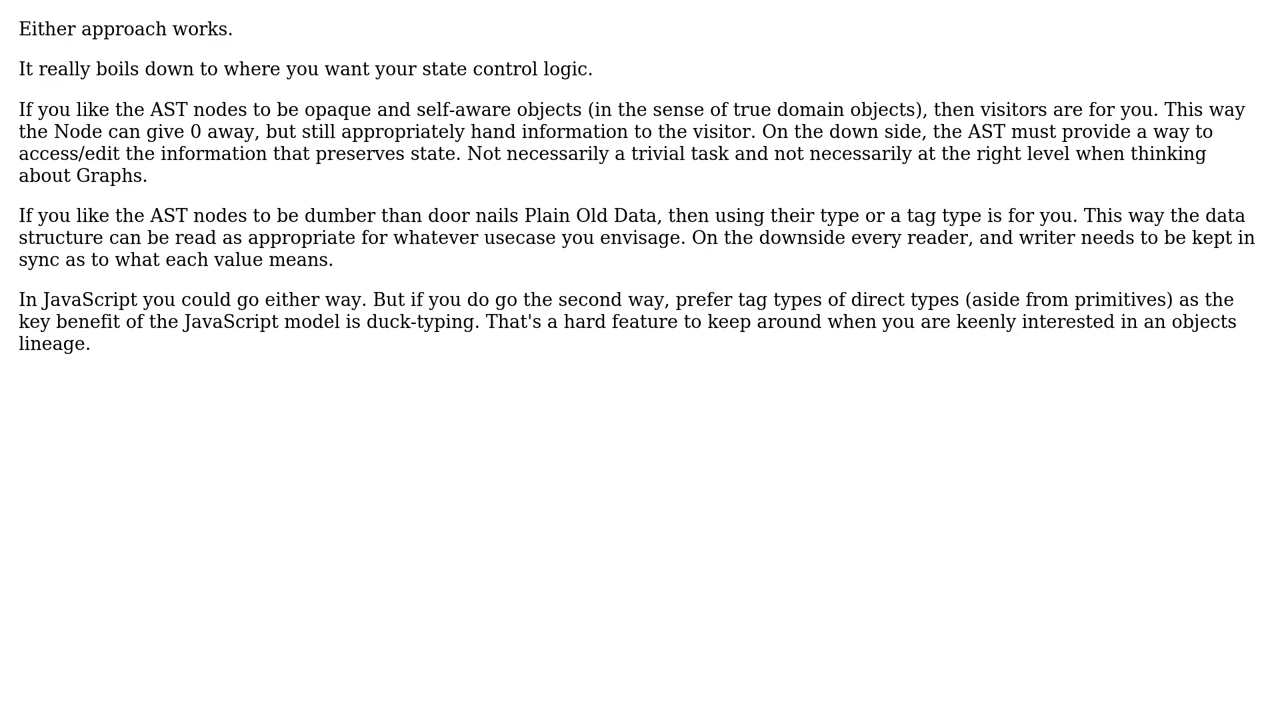 Either approach works.
It really boils down to where you want your state control logic.
If you like the AST nodes to be opaque and self-aware objects (in the sense of true domain objects), then visitors are for you. This way
the Node can give 0 away, but still appropriately hand information to the visitor. On the down side, the AST must provide a way to
access/edit the information that preserves state. Not necessarily a trivial task and not necessarily at the right level when thinking
about Graphs.
If you like the AST nodes to be dumber than door nails Plain Old Data, then using their type or a tag type is for you. This way the data
structure can be read as appropriate for whatever usecase you envisage. On the downside every reader, and writer needs to be kept in
sync as to what each value means.
In JavaScript you could go either way. But if you do go the second way, prefer tag types of direct types (aside from primitives) as the
key benefit of the JavaScript model is duck-typing. That's a hard feature to keep around when you are keenly interested in an objects
lineage.